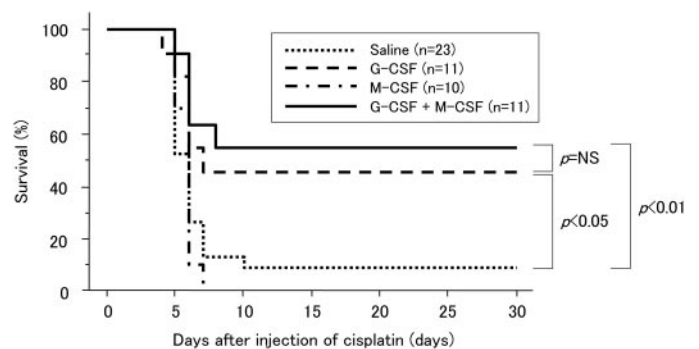 100
80
60
40
20
0
Survival (%)
Saline (n=23)
G-CSF (n=11)
M-CSF (n=10)
G-CSF + M-CSF (n=11)
p=NS
p<0.05
p<0.01
0 5 10 15 20 25 30
Days after injection of cisplatin (days)